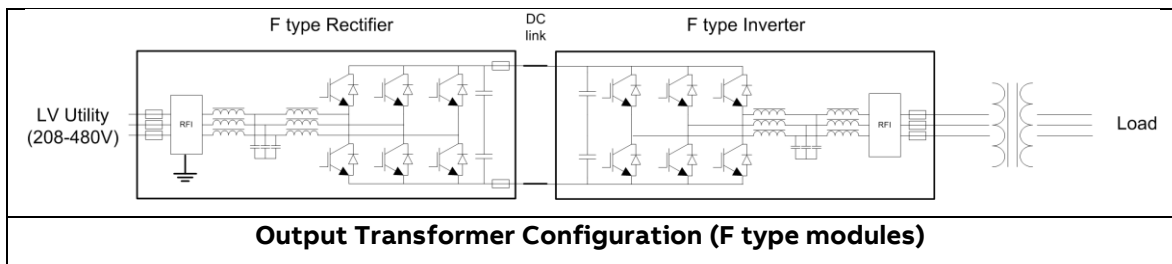 F type Rectifier
DC
link
F type Inverter
LV Utility
(208-480V)
RFI
RFI
Load
Output Transformer Configuration (F type modules)